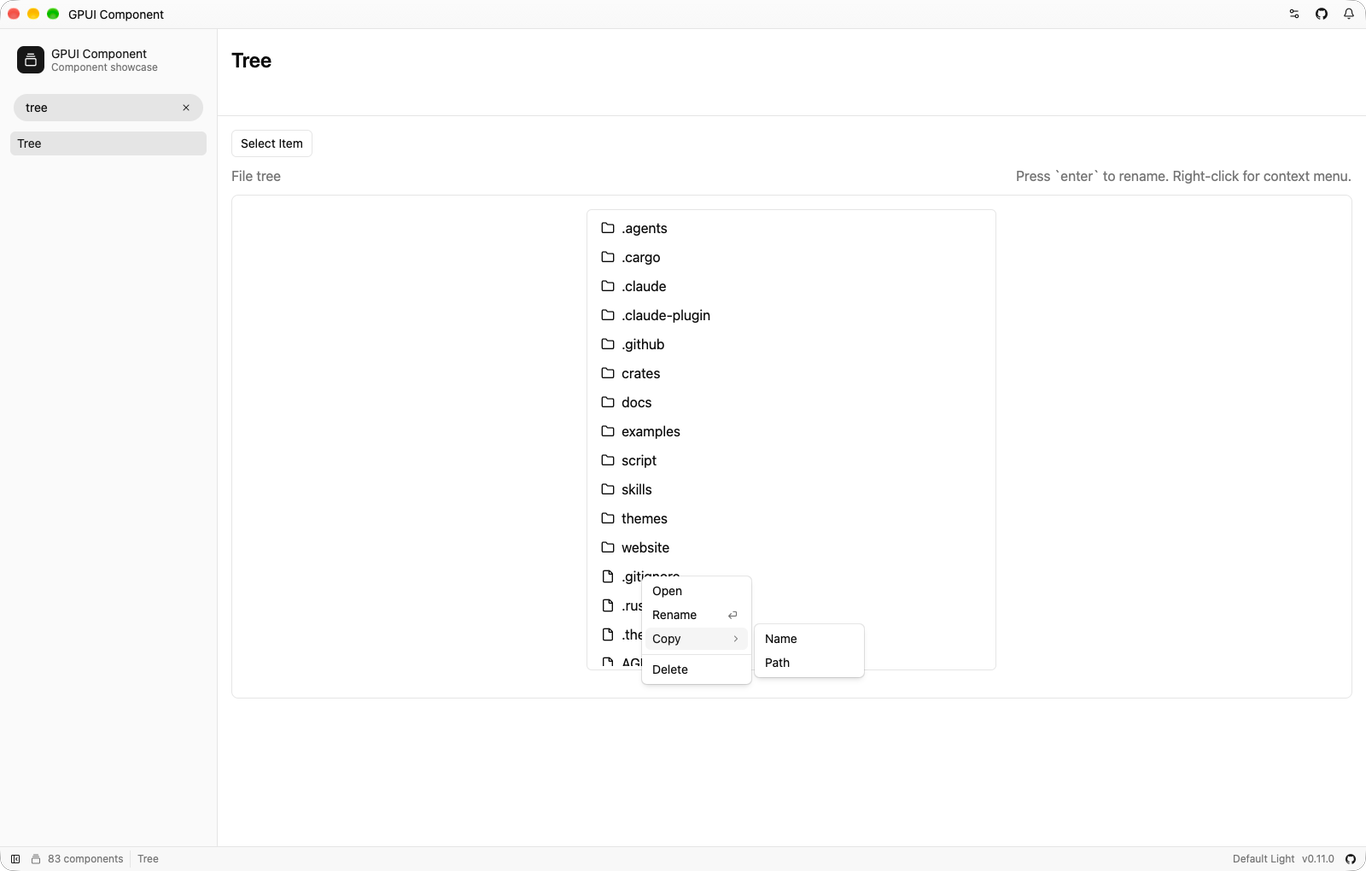 GPUI Component
GPUI Component
Component showcase
tree
Tree
Tree
Select Item
File tree
Press `enter` to rename. Right-click for context menu.
.agents
.cargo
.claude
.claude-plugin
.github
crates
docs
examples
script
skills
themes
website
.gitignore
Open
Rename
Copy
Delete
Name
Path
83 components
Tree
Default Light
v0.11.0